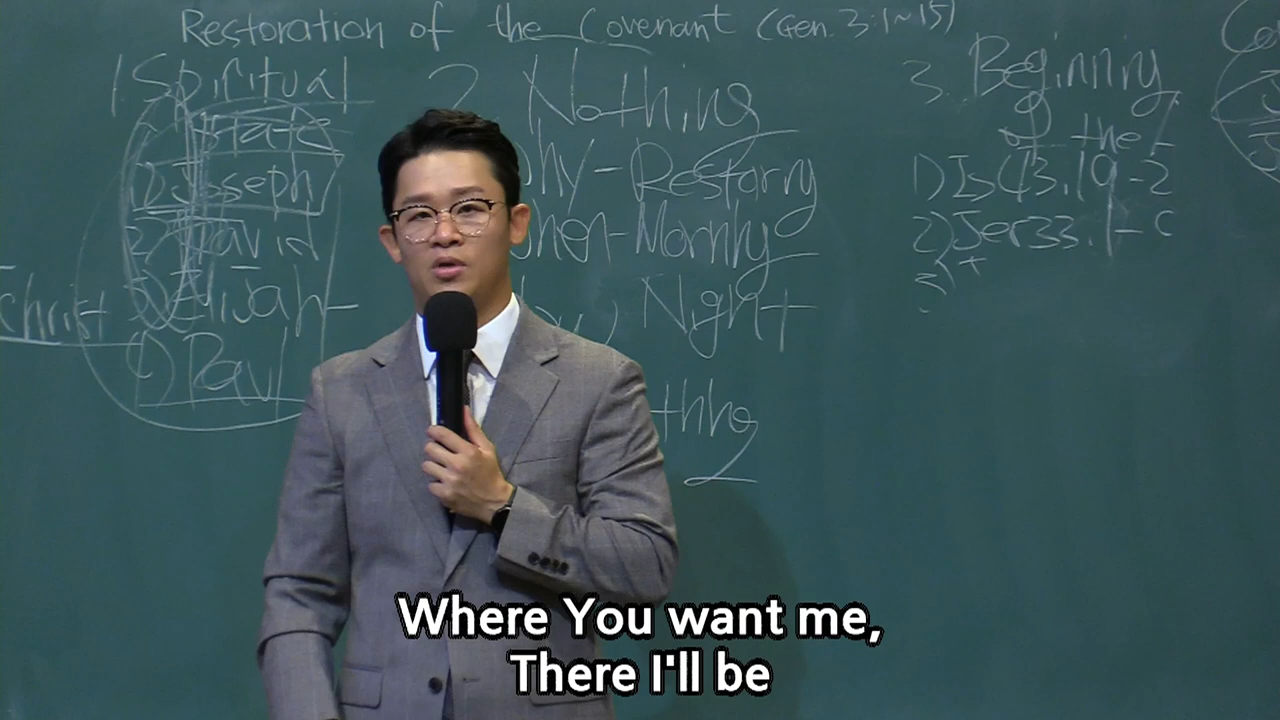 Restoration of the Covenant (Gen. 3:1~15)
1. Spiritual
state
1) Joseph
2) David
3) Elijah
4) Paul
Christ
2. Nothing
Why-Restoring
When-Morning
Night
thing
3. Beginning
of the
1) Is 43.19-2
2) Jer 33.1-
3)
Where You want me,
There I'll be